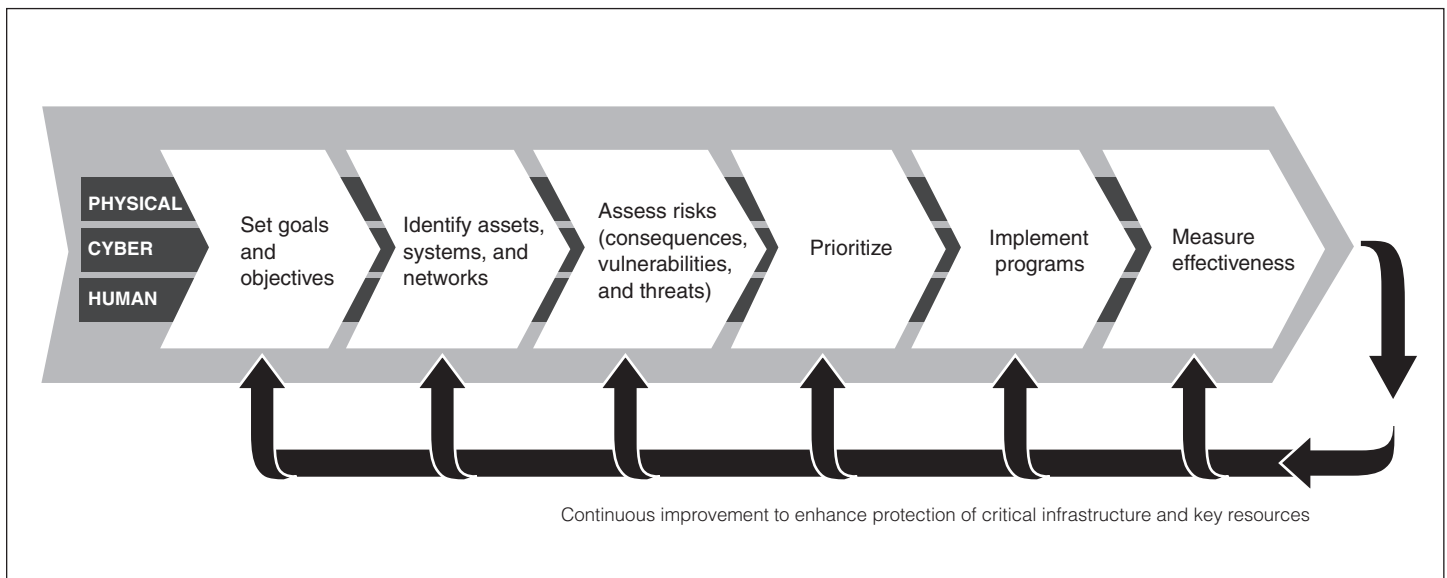 PHYSICAL
CYBER
HUMAN
Set goals
and
objectives
Identify assets,
systems, and
networks
Assess risks
(consequences,
vulnerabilities,
and threats)
Prioritize
Implement
programs
Measure
effectiveness
Continuous improvement to enhance protection of critical infrastructure and key resources